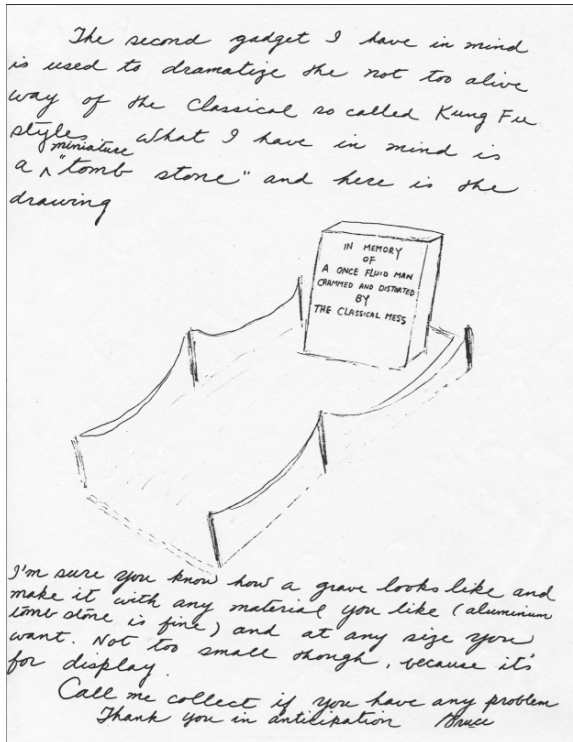 The second gadget I have in mind
is used to dramatize the not too alive
way of the Classical so called Kung Fu
styles. What I have in mind is
a ^ miniature "tomb stone" and here is the
drawing
IN MEMORY
OF
A ONCE FLUID MAN
CRAMMED AND DISTORTED
BY
THE CLASSICAL MESS
I'm sure you know how a grave looks like and
make it with any material you like (aluminum
tomb stone is fine) and at any size you
want. Not too small though, because it's
for display.
Call me collect if you have any problem
Thank you in anticipation Bruce